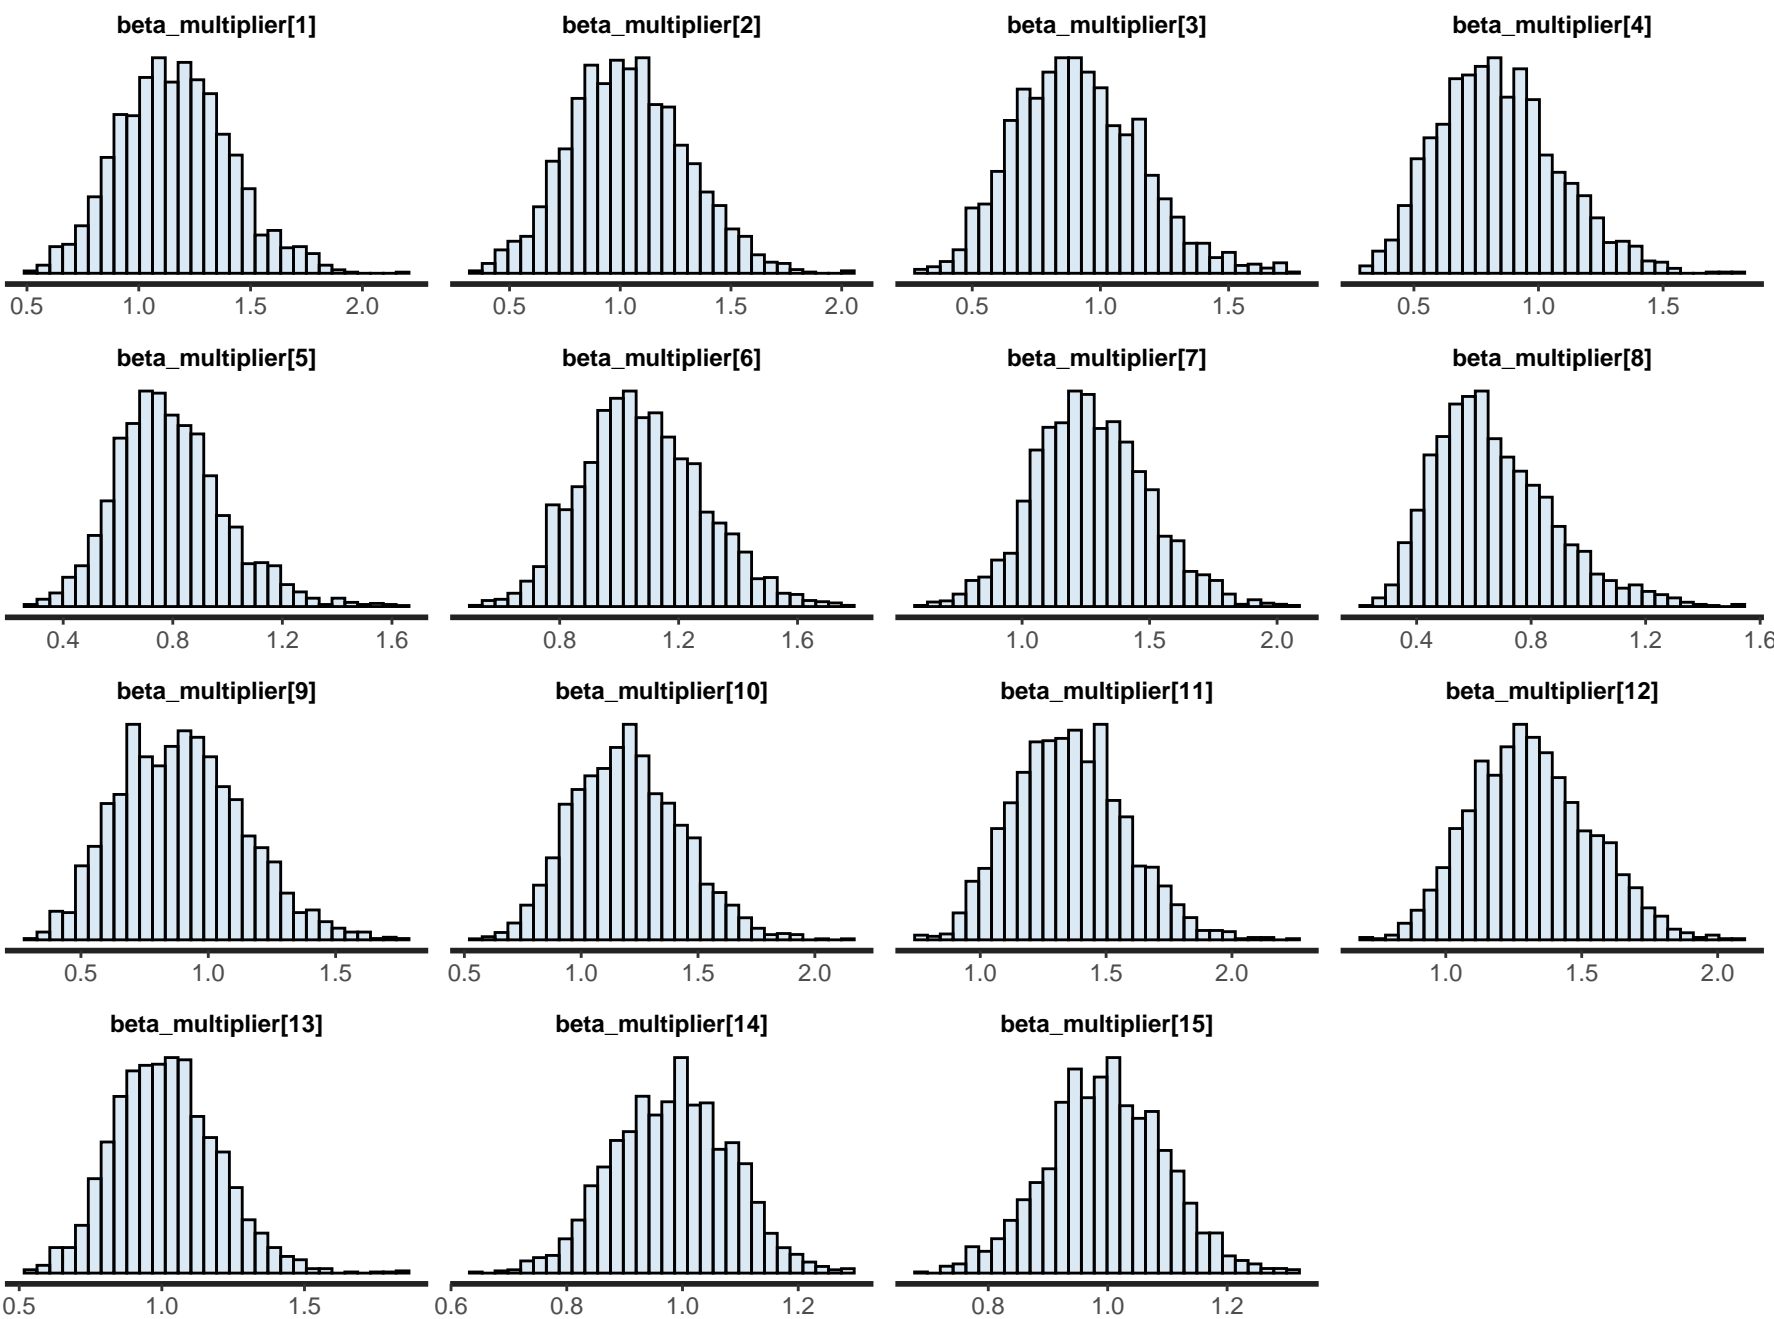 beta_multiplier[1] beta_multiplier[2] beta_multiplier[3] beta_multiplier[4]
0.5 1.0 1.5 2.0 0.5 1.0 1.5 2.0 0.5 1.0 1.5 0.5 1.0 1.5
beta_multiplier[5] beta_multiplier[6] beta_multiplier[7] beta_multiplier[8]
0.4 0.8 1.2 1.6 0.8 1.2 1.6 1.0 1.5 2.0 0.4 0.8 1.2 1.6
beta_multiplier[9] beta_multiplier[10] beta_multiplier[11] beta_multiplier[12]
0.5 1.0 1.5 0.5 1.0 1.5 2.0 1.0 1.5 2.0 1.0 1.5 2.0
beta_multiplier[13] beta_multiplier[14] beta_multiplier[15]
0.5 1.0 1.5 0.6 0.8 1.0 1.2 0.8 1.0 1.2